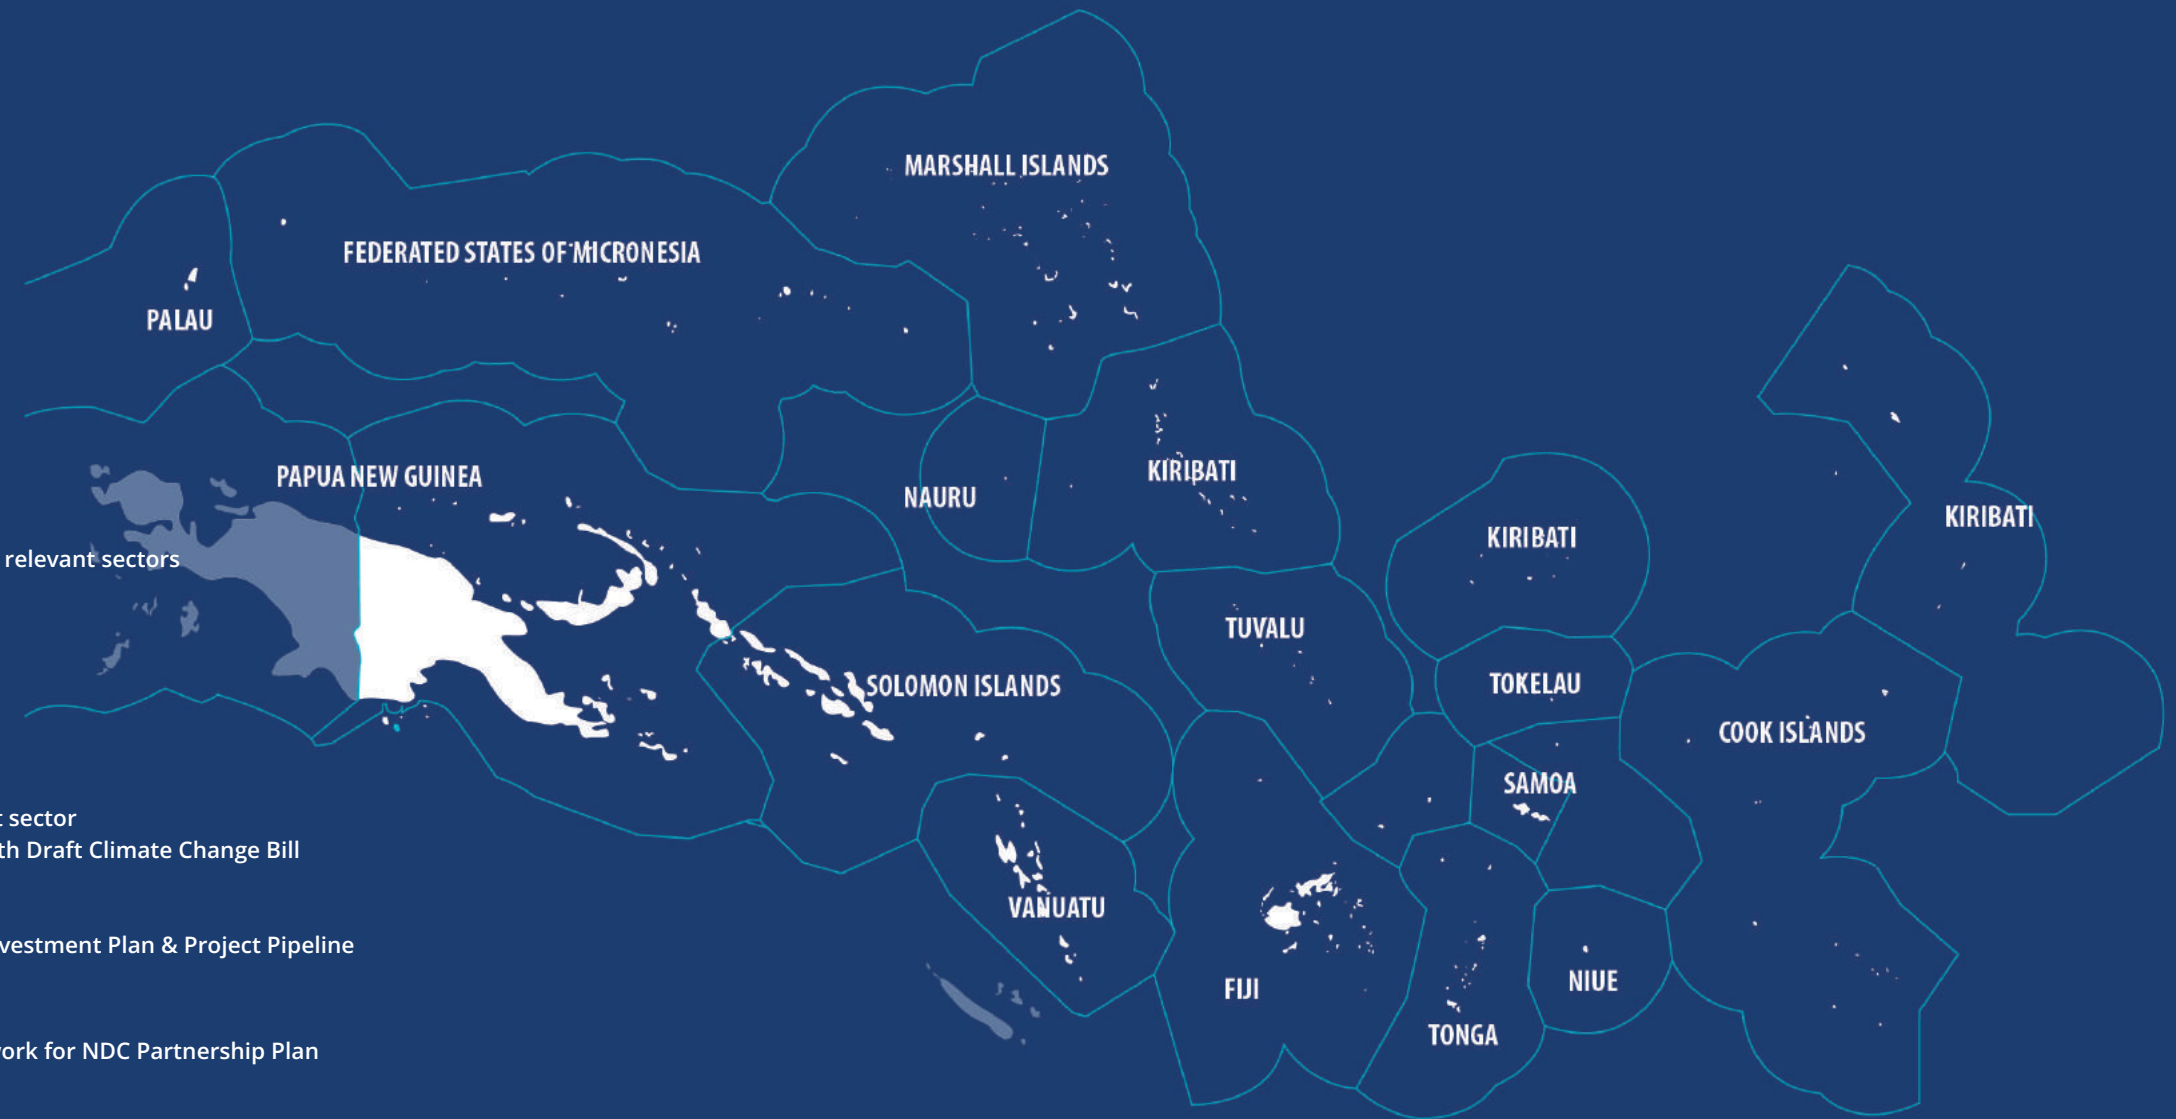 MARSHALL ISLANDS
FEDERATED STATES OF MICRONESIA
PALAU
PAPUA NEW GUINEA
NAURU
KIRIBATI
KIRIBATI
KIRIBATI
relevant sectors
TUVALU
TOKELAU
SOLOMON ISLANDS
COOK ISLANDS
SAMOA
t sector
th Draft Climate Change Bill
VANUATU
nvestment Plan & Project Pipeline
FIJI
NIUE
TONGA
work for NDC Partnership Plan